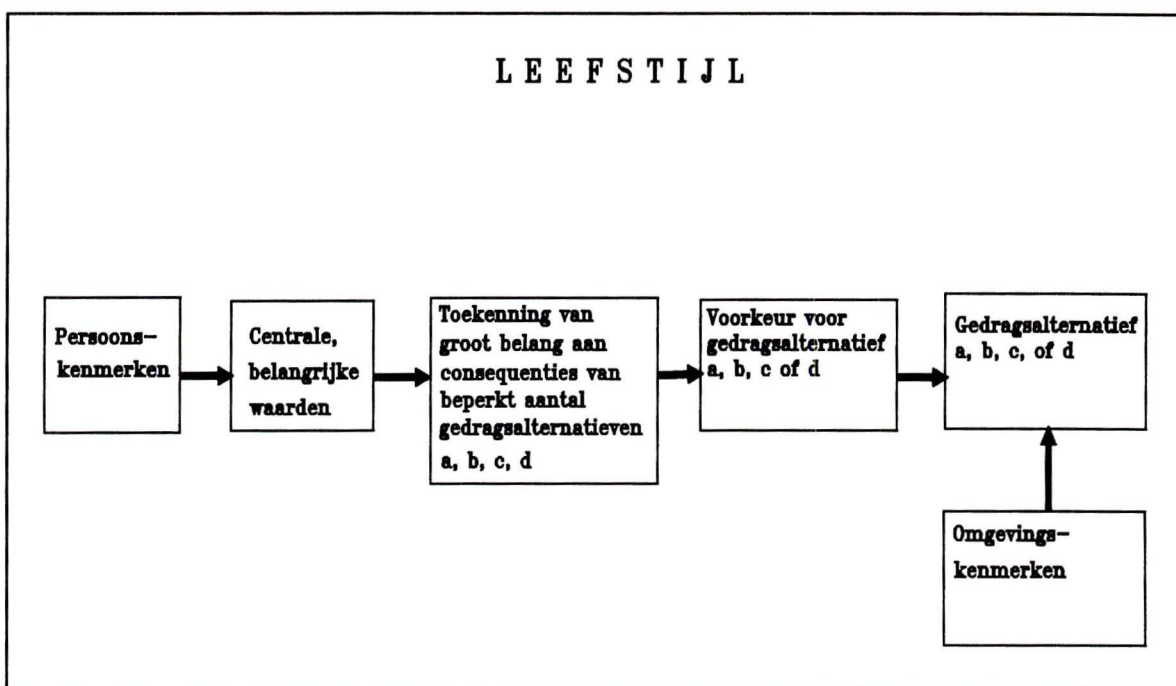 LEEFSTIJL
Persoons-
kenmerken
Centrale,
belangrijke
waarden
Toekenning van
groot belang aan
consequenties van
beperkt aantal
gedragsalternatieven
a, b, c, d
Voorkeur voor
gedragsalternatief
a, b, c of d
Gedragsalternatief
a, b, c, of d
Omgevings-
kenmerken